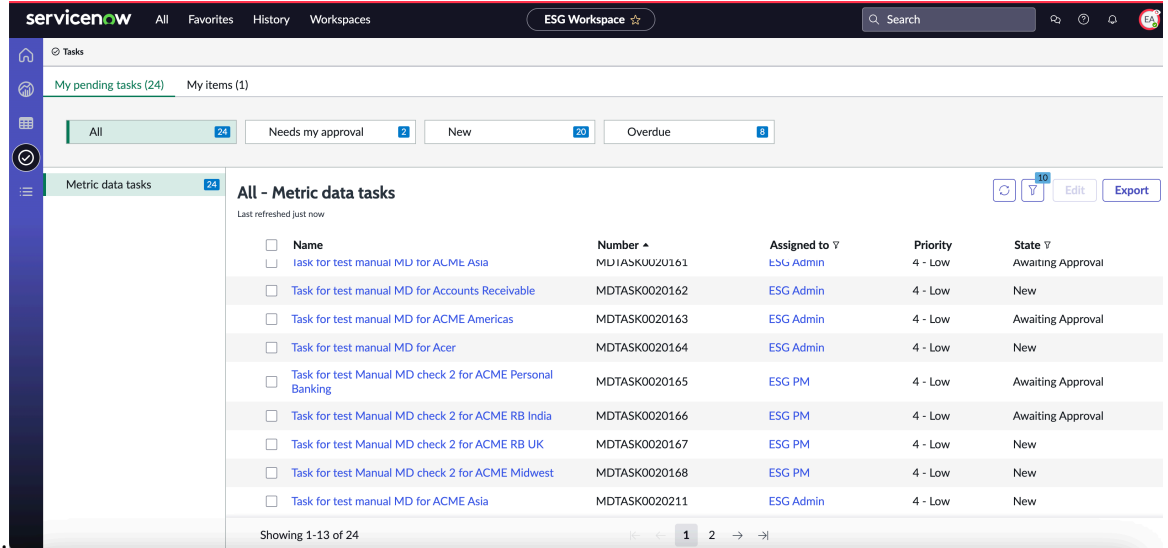 servicenow All Favorites History Workspaces ESG Workspace Search EA
Tasks
My pending tasks (24) My items (1)
All 24 Needs my approval 2 New 20 Overdue 8
Metric data tasks 24
All - Metric data tasks 10 Edit Export
Last refreshed just now
Name Number Assigned to Priority State
Task for test manual MD for ACME Asia MDTASK0020161 ESG Admin 4 - Low Awaiting Approval
Task for test manual MD for Accounts Receivable MDTASK0020162 ESG Admin 4 - Low New
Task for test manual MD for ACME Americas MDTASK0020163 ESG Admin 4 - Low Awaiting Approval
Task for test manual MD for Acer MDTASK0020164 ESG Admin 4 - Low New
Task for test Manual MD check 2 for ACME Personal
Banking MDTASK0020165 ESG PM 4 - Low Awaiting Approval
Task for test Manual MD check 2 for ACME RB India MDTASK0020166 ESG PM 4 - Low Awaiting Approval
Task for test Manual MD check 2 for ACME RB UK MDTASK0020167 ESG PM 4 - Low New
Task for test Manual MD check 2 for ACME Midwest MDTASK0020168 ESG PM 4 - Low New
Task for test manual MD for ACME Asia MDTASK0020211 ESG Admin 4 - Low New
Showing 1-13 of 24 1 2